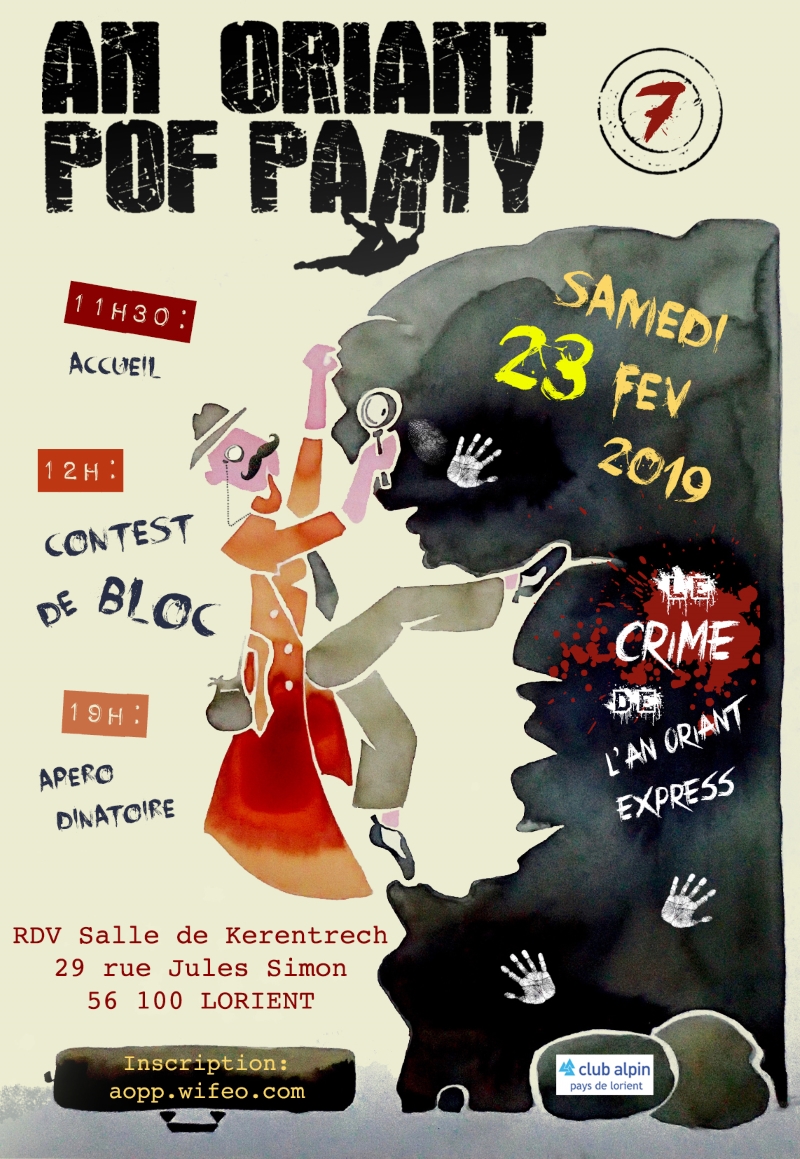 AN ORIANT
POF PARTY
7
11H30:
ACCUEIL
12H:
CONTEST
DE BLOC
19H:
APERO
DINATOIRE
SAMEDI
23 FEV
2019
LE
CRIME
DE
L'AN ORIANT
EXPRESS
RDV Salle de Kerentrech
29 rue Jules Simon
56 100 LORIENT
Inscription:
aopp.wifeo.com
club alpin
pays de lorient